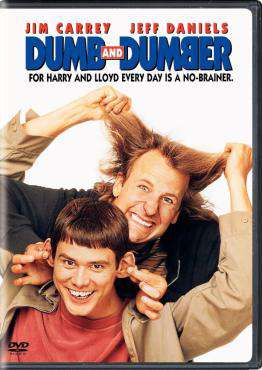 JIM CARREY JEFF DANIELS
DUMB AND DUMBER
FOR HARRY AND LLOYD EVERY DAY IS A NO-BRAINER.
DVD
VIDEO